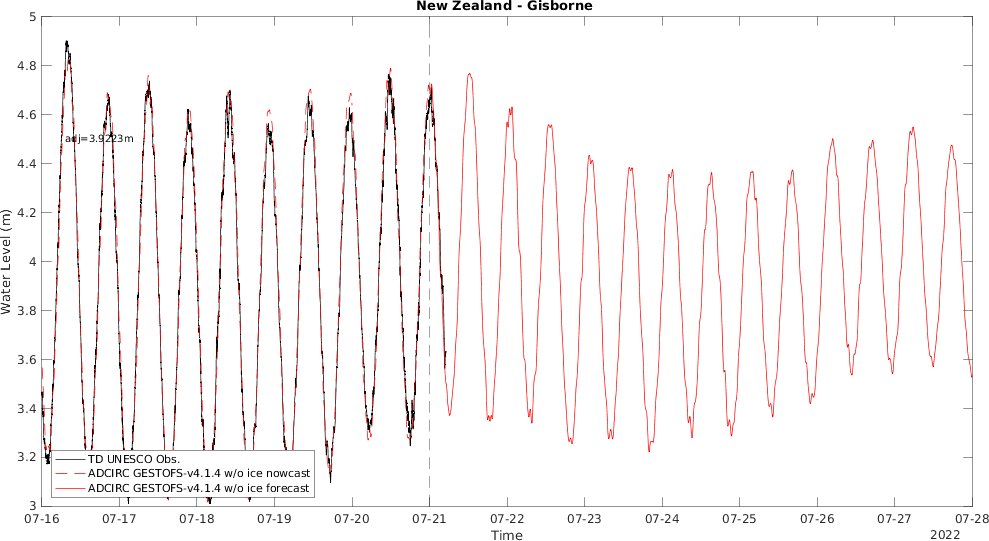 New Zealand - Gisborne
Water Level (m)
5
4.8
4.6
4.4
4.2
4
3.8
3.6
3.4
3.2
3
adj=3.9223m
TD UNESCO Obs.
ADCIRC GESTOFS-v4.1.4 w/o ice nowcast
ADCIRC GESTOFS-v4.1.4 w/o ice forecast
07-16 07-17 07-18 07-19 07-20 07-21 07-22 07-23 07-24 07-25 07-26 07-27 07-28
Time
2022